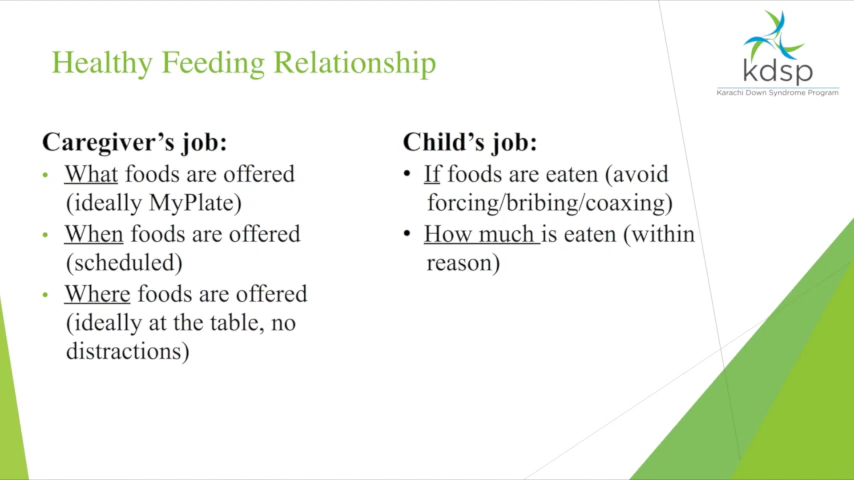 Healthy Feeding Relationship
kdsp
Karachi Down Syndrome Program
Caregiver's job:
• What foods are offered
(ideally MyPlate)
• When foods are offered
(scheduled)
• Where foods are offered
(ideally at the table, no
distractions)
Child's job:
• If foods are eaten (avoid
forcing/bribing/coaxing)
• How much is eaten (within
reason)